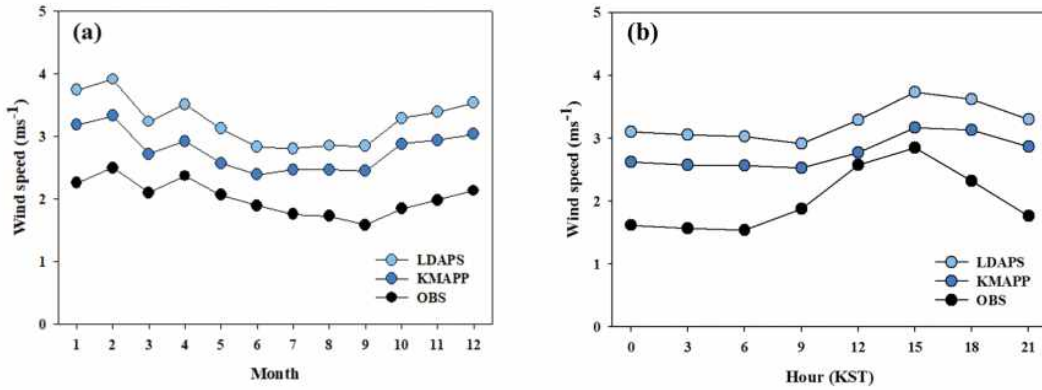 (a)
Wind speed (ms⁻¹)
5
4
3
2
1
0
LDAPS
KMAPP
OBS
1 2 3 4 5 6 7 8 9 10 11 12
Month
(b)
Wind speed (ms⁻¹)
5
4
3
2
1
0
LDAPS
KMAPP
OBS
0 3 6 9 12 15 18 21
Hour (KST)